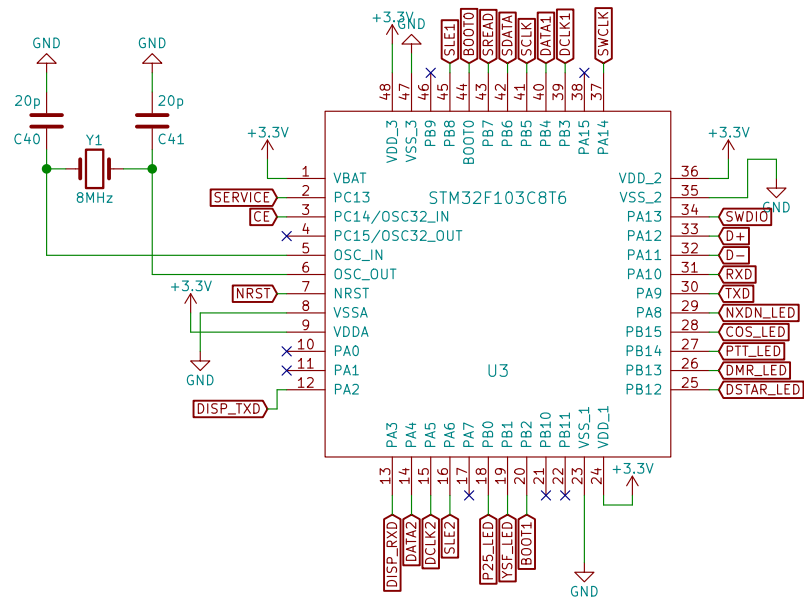 GND
GND
20p
20p
C40
C41
Y1
8MHz
+3.3V
GND
SLE1
BOOT0
SREAD
SDATA
SCLK
DATA1
DCLK1
SWCLK
48
47
46
45
44
43
42
41
40
39
38
37
VDD_3
VSS_3
PB9
PB8
BOOT0
PB7
PB6
PB5
PB4
PB3
PA15
PA14
STM32F103C8T6
U3
+3.3V
1 VBAT
SERVICE 2 PC13
CE 3 PC14/OSC32_IN
4 PC15/OSC32_OUT
5 OSC_IN
6 OSC_OUT
+3.3V
NRST 7 NRST
8 VSSA
9 VDDA
10 PA0
11 PA1
GND
DISP_TXD 12 PA2
+3.3V
VDD_2 36
VSS_2 35
GND
PA13 34 SWDIO
PA12 33 D+
PA11 32 D-
PA10 31 RXD
PA9 30 TXD
PA8 29 NXDN_LED
PB15 28 COS_LED
PB14 27 PTT_LED
PB13 26 DMR_LED
PB12 25 DSTAR_LED
PA3
PA4
PA5
PA6
PA7
PB0
PB1
PB2
PB10
PB11
VSS_1
VDD_1
13
14
15
16
17
18
19
20
21
22
23
24
+3.3V
DISP_RXD
DATA2
DCLK2
SLE2
P25_LED
YSF_LED
BOOT1
GND